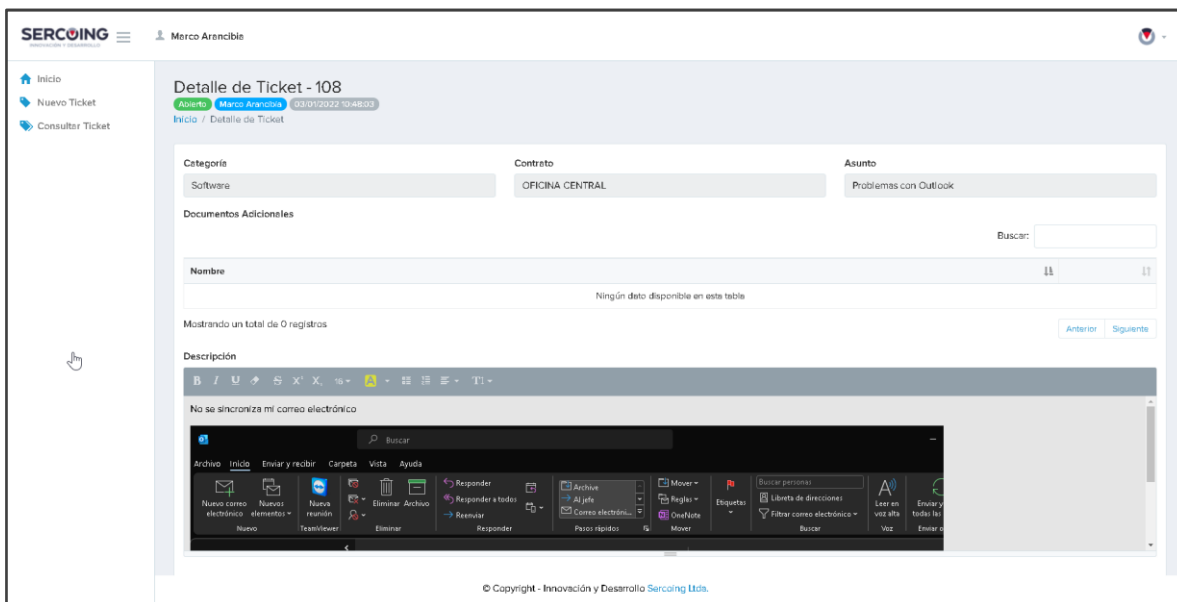 SERCOING
INNOVACIÓN Y DESARROLLO
Marco Arancibia
Inicio
Nuevo Ticket
Consultar Ticket
Detalle de Ticket - 108
Abierto Marco Arancibia 03/01/2022 10:48:03
Inicio / Detalle de Ticket
Categoría Contrato Asunto
Software OFICINA CENTRAL Problemas con Outlook
Documentos Adicionales
Buscar:
Nombre
Ningún dato disponible en esta tabla
Mostrando un total de 0 registros
Anterior Siguiente
Descripción
B I U S X² X₂ 16 A T1
No se sincroniza mi correo electrónico
Buscar
Archivo Inicio Enviar y recibir Carpeta Vista Ayuda
Nuevo correo electrónico
Nuevos elementos
Nuevo
Nueva reunión
TeamViewer
Eliminar Archivo
Eliminar
Responder
Responder a todos
Reenviar
Responder
Archive
Al jefe
Correo electróni...
Pasos rápidos
Mover
Reglas
OneNote
Mover
Etiquetas
Buscar personas
Libreta de direcciones
Filtrar correo electrónico
Buscar
Leer en voz alta
Voz
Enviar y
todas las
Enviar
© Copyright - Innovación y Desarrollo Sercoing Ltda.